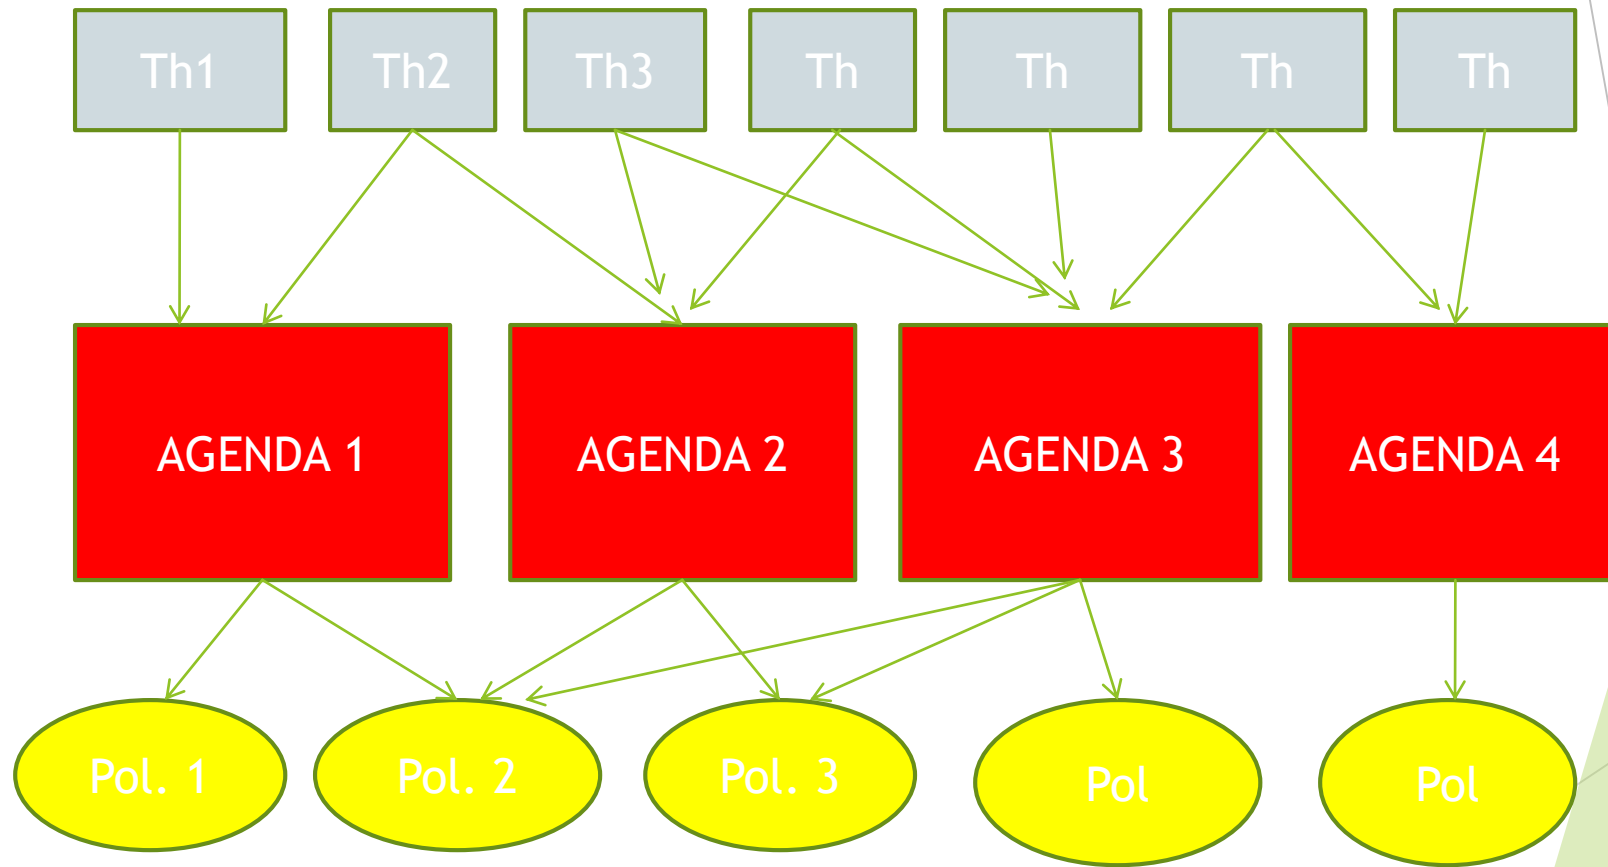 Th1
Th2
Th3
Th
Th
Th
Th
AGENDA 1
AGENDA 2
AGENDA 3
AGENDA 4
Pol. 1
Pol. 2
Pol. 3
Pol
Pol